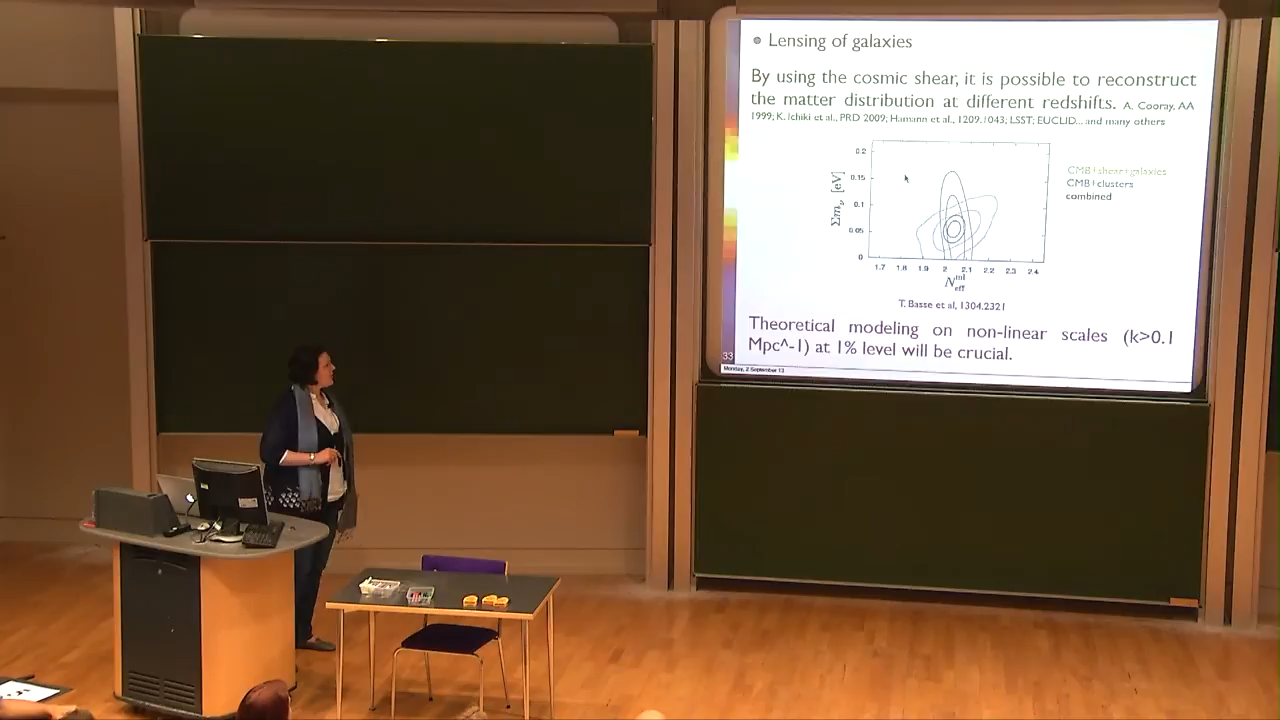 Lensing of galaxies
By using the cosmic shear, it is possible to reconstruct
the matter distribution at different redshifts. A. Cooray, AA
1999; K. Ichiki et al., PRD 2009; Hamann et al., 1209.1043; LSST; EUCLID... and many others
CMB+shear+galaxies
CMB+clusters
combined
0.2
0.15
0.1
0.05
0
Σmν [eV]
1.7 1.8 1.9 2 2.1 2.2 2.3 2.4
N eff ml
T. Basse et al, 1304.2321
Theoretical modeling on non-linear scales (k>0.1
Mpc^-1) at 1% level will be crucial.
33
Monday, 2 September 13